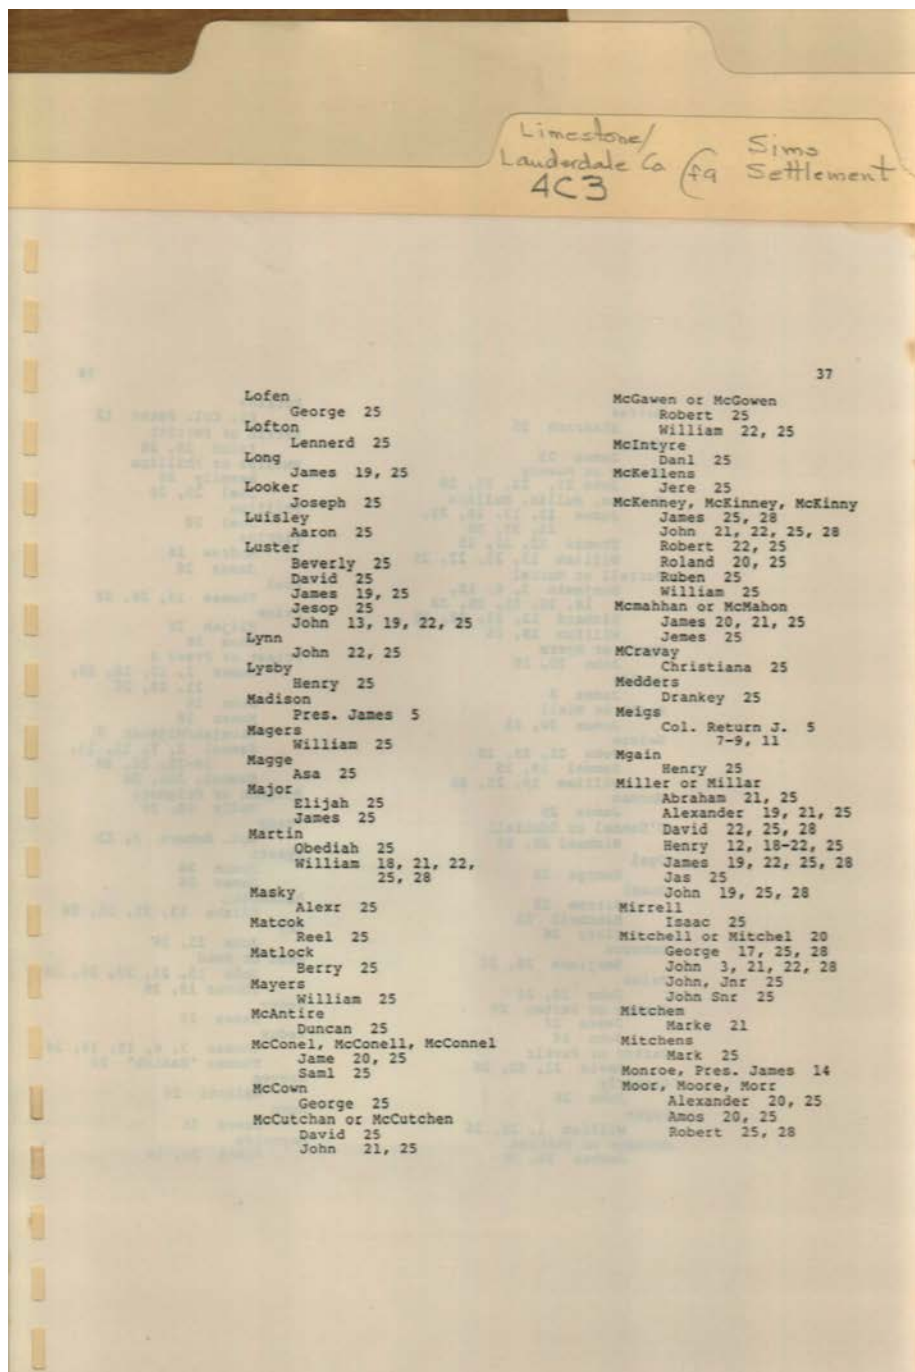 Limestone/
Lauderdale Co
4C3
Sims
Settlement
37
Lofen
George 25
Lofton
Lennerd 25
Long
James 19, 25
Looker
Joseph 25
Luisley
Aaron 25
Luster
Beverly 25
David 25
James 19, 25
Jesop 25
John 13, 19, 22, 25
Lynn
John 22, 25
Lysby
Henry 25
Madison
Pres. James 5
Magers
William 25
Magge
Asa 25
Major
Elijah 25
James 25
Martin
Obediah 25
William 18, 21, 22,
25, 28
Masky
Alexr 25
Matcok
Reel 25
Matlock
Berry 25
Mayers
William 25
McAntire
Duncan 25
McConel, McConell, McConnel
Jame 20, 25
Saml 25
McCown
George 25
McCutchan or McCutchen
David 25
John 21, 25
McGawen or McGowen
Robert 25
William 22, 25
McIntyre
Danl 25
McKellens
Jere 25
McKenney, McKinney, McKinny
James 25, 28
John 21, 22, 25, 28
Robert 22, 25
Roland 20, 25
Ruben 25
William 25
Mcmahhan or McMahon
James 20, 21, 25
Jemes 25
MCravay
Christiana 25
Medders
Drankey 25
Meigs
Col. Return J. 5
7-9, 11
Mgain
Henry 25
Miller or Millar
Abraham 21, 25
Alexander 19, 21, 25
David 22, 25, 28
Henry 12, 18-22, 25
James 19, 22, 25, 28
Jas 25
John 19, 25, 28
Mirrell
Isaac 25
Mitchell or Mitchel 20
George 17, 25, 28
John 3, 21, 22, 28
John, Jnr 25
John Snr 25
Mitchem
Marke 21
Mitchens
Mark 25
Monroe, Pres. James 14
Moor, Moore, Morr
Alexander 20, 25
Amos 20, 25
Robert 25, 28